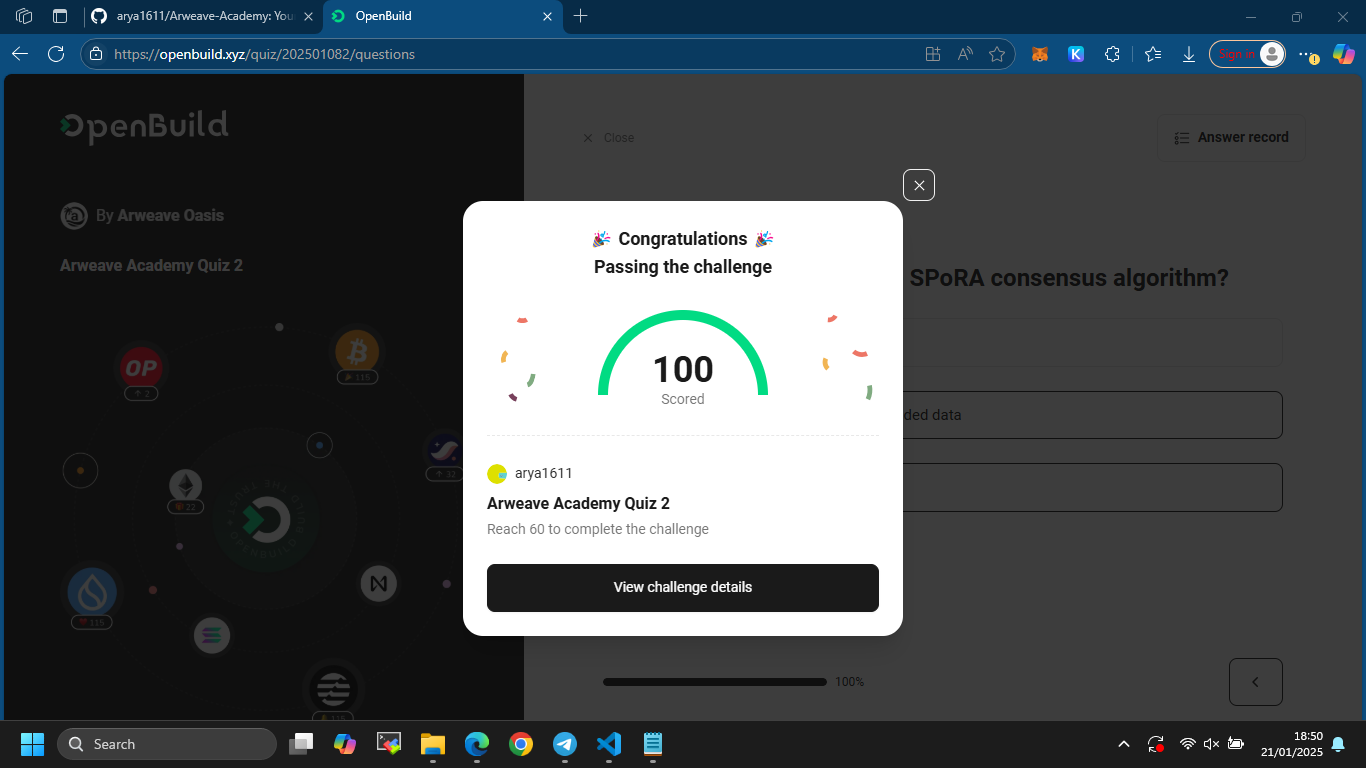 arya1611/Arweave-Academy: You
OpenBuild
https://openbuild.xyz/quiz/202501082/questions
Sign in
OpenBuild
Close
Answer record
By Arweave Oasis
Arweave Academy Quiz 2
🎉 Congratulations 🎉
Passing the challenge
SPoRA consensus algorithm?
100
Scored
ded data
OP
2
115
32
22
115
116
arya1611
Arweave Academy Quiz 2
Reach 60 to complete the challenge
View challenge details
100%
Search
18:50
21/01/2025